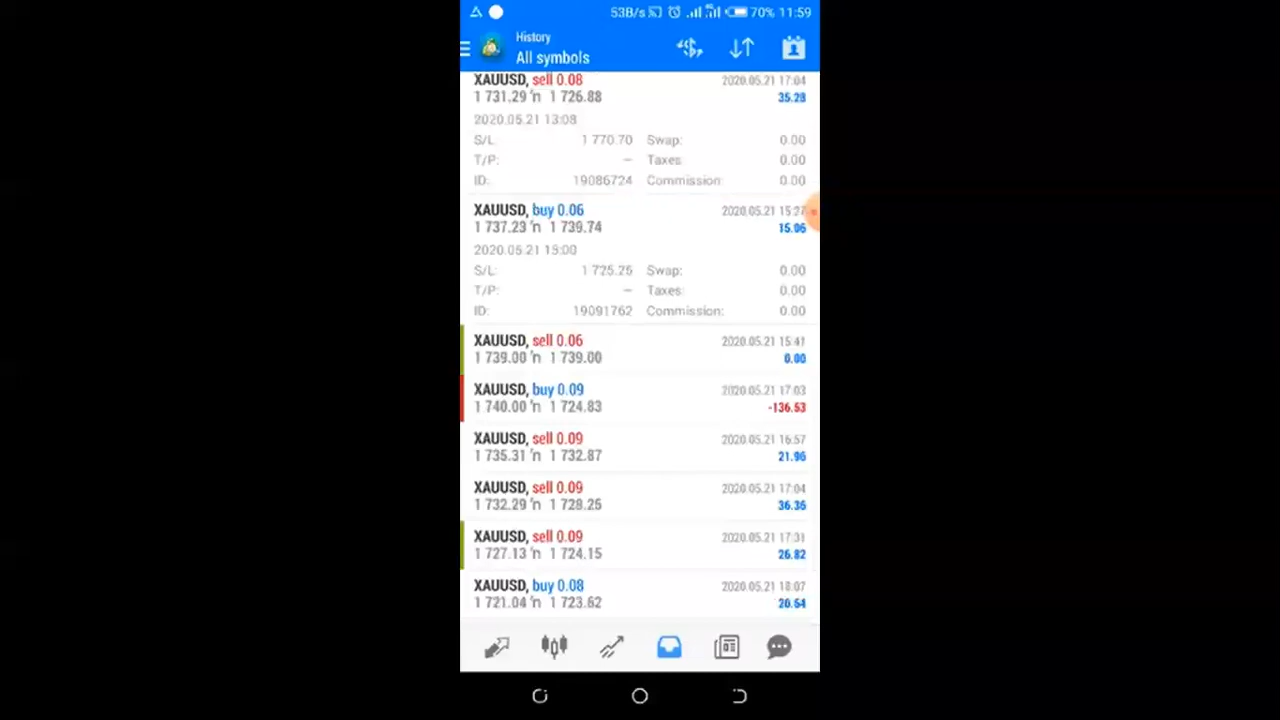 53B/s 70% 11:59
History
All symbols
XAUUSD, sell 0.08 2020.05.21 17:04
1 731.29 'n 1 726.88 35.28
2020.05.21 13:08
S/L: 1 770.70 Swap: 0.00
T/P: – Taxes 0.00
ID: 19086724 Commission: 0.00
XAUUSD, buy 0.06 2020.05.21 15:27
1 737.23 'n 1 739.74 15.06
2020.05.21 15:00
S/L: 1 725.25 Swap: 0.00
T/P: – Taxes: 0.00
ID: 19091762 Commission: 0.00
XAUUSD, sell 0.06 2020.05.21 15:41
1 739.00 'n 1 739.00 0.00
XAUUSD, buy 0.09 2020.05.21 17:03
1 740.00 'n 1 724.83 -136.53
XAUUSD, sell 0.09 2020.05.21 16:57
1 735.31 'n 1 732.87 21.96
XAUUSD, sell 0.09 2020.05.21 17:04
1 732.29 'n 1 728.25 36.36
XAUUSD, sell 0.09 2020.05.21 17:31
1 727.13 'n 1 724.15 26.82
XAUUSD, buy 0.08 2020.05.21 18:07
1 721.04 'n 1 723.62 20.64